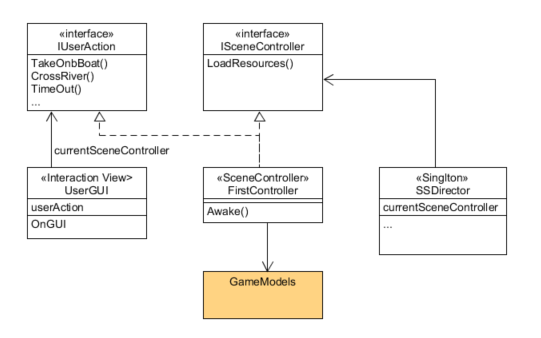 «interface»
IUserAction
TakeOnbBoat()
CrossRiver()
TimeOut()
...
«interface»
ISceneController
LoadResources()
currentSceneController
«Interaction View>
UserGUI
userAction
OnGUI
«SceneController»
FirstController
Awake()
«Singlton»
SSDirector
currentSceneController
...
GameModels